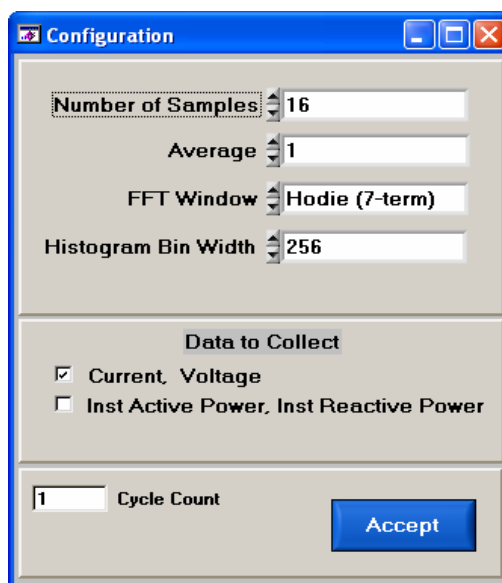 Configuration
Number of Samples 16
Average 1
FFT Window Hodie (7-term)
Histogram Bin Width 256
Data to Collect
Current, Voltage
Inst Active Power, Inst Reactive Power
1 Cycle Count
Accept